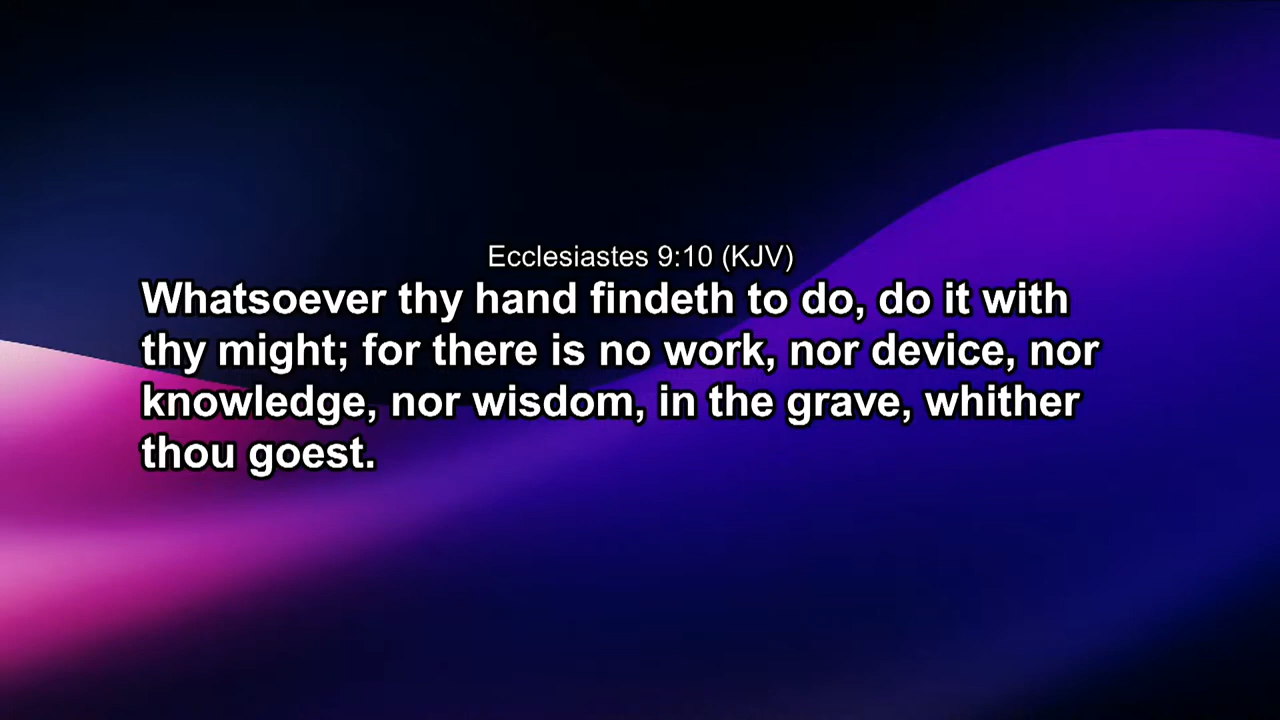 Ecclesiastes 9:10 (KJV)
Whatsoever thy hand findeth to do, do it with
thy might; for there is no work, nor device, nor
knowledge, nor wisdom, in the grave, whither
thou goest.